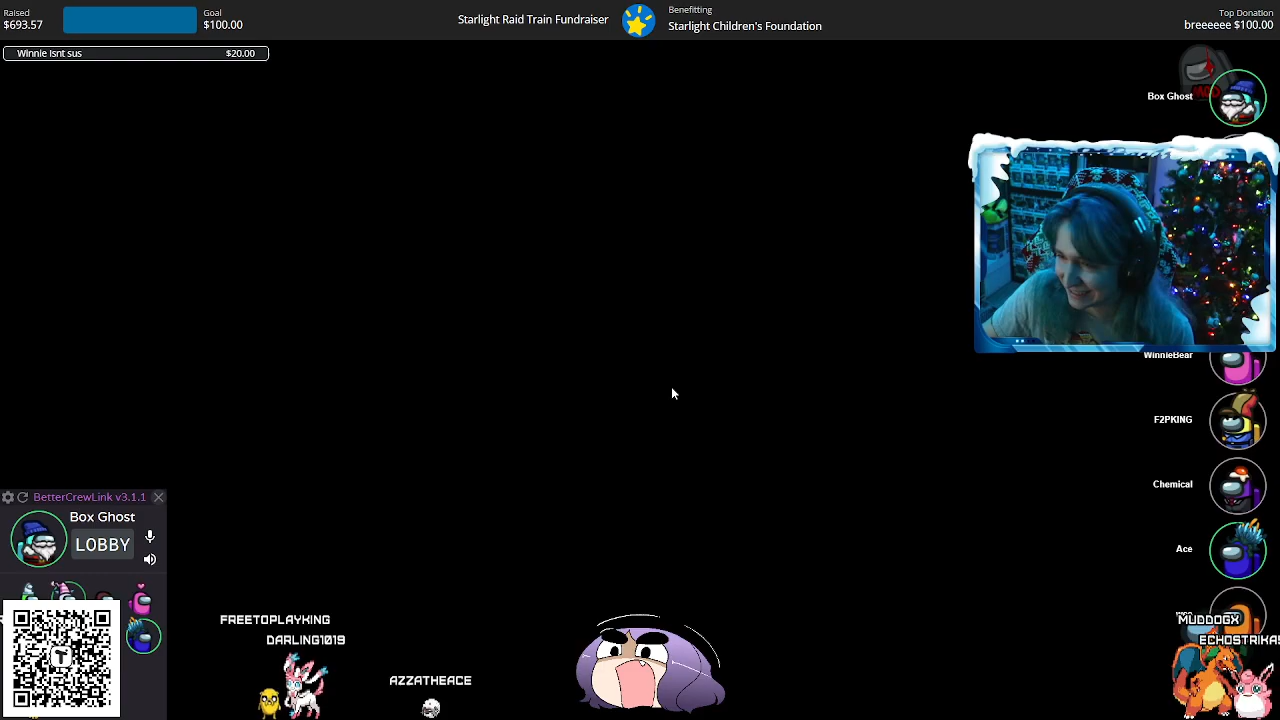 Raised
$693.57
Goal
$100.00
Starlight Raid Train Fundraiser
Benefitting
Starlight Children's Foundation
Top Donation
breeeeee $100.00
Winnie Isnt sus
$20.00
Box Ghost
WinnieBear
F2PKING
Chemical
Ace
BetterCrewLink v3.1.1
Box Ghost
LOBBY
FREETOPLAYKING
DARLING1019
AZZATHEACE
MUDDOGX
ECHOSTRIKAS